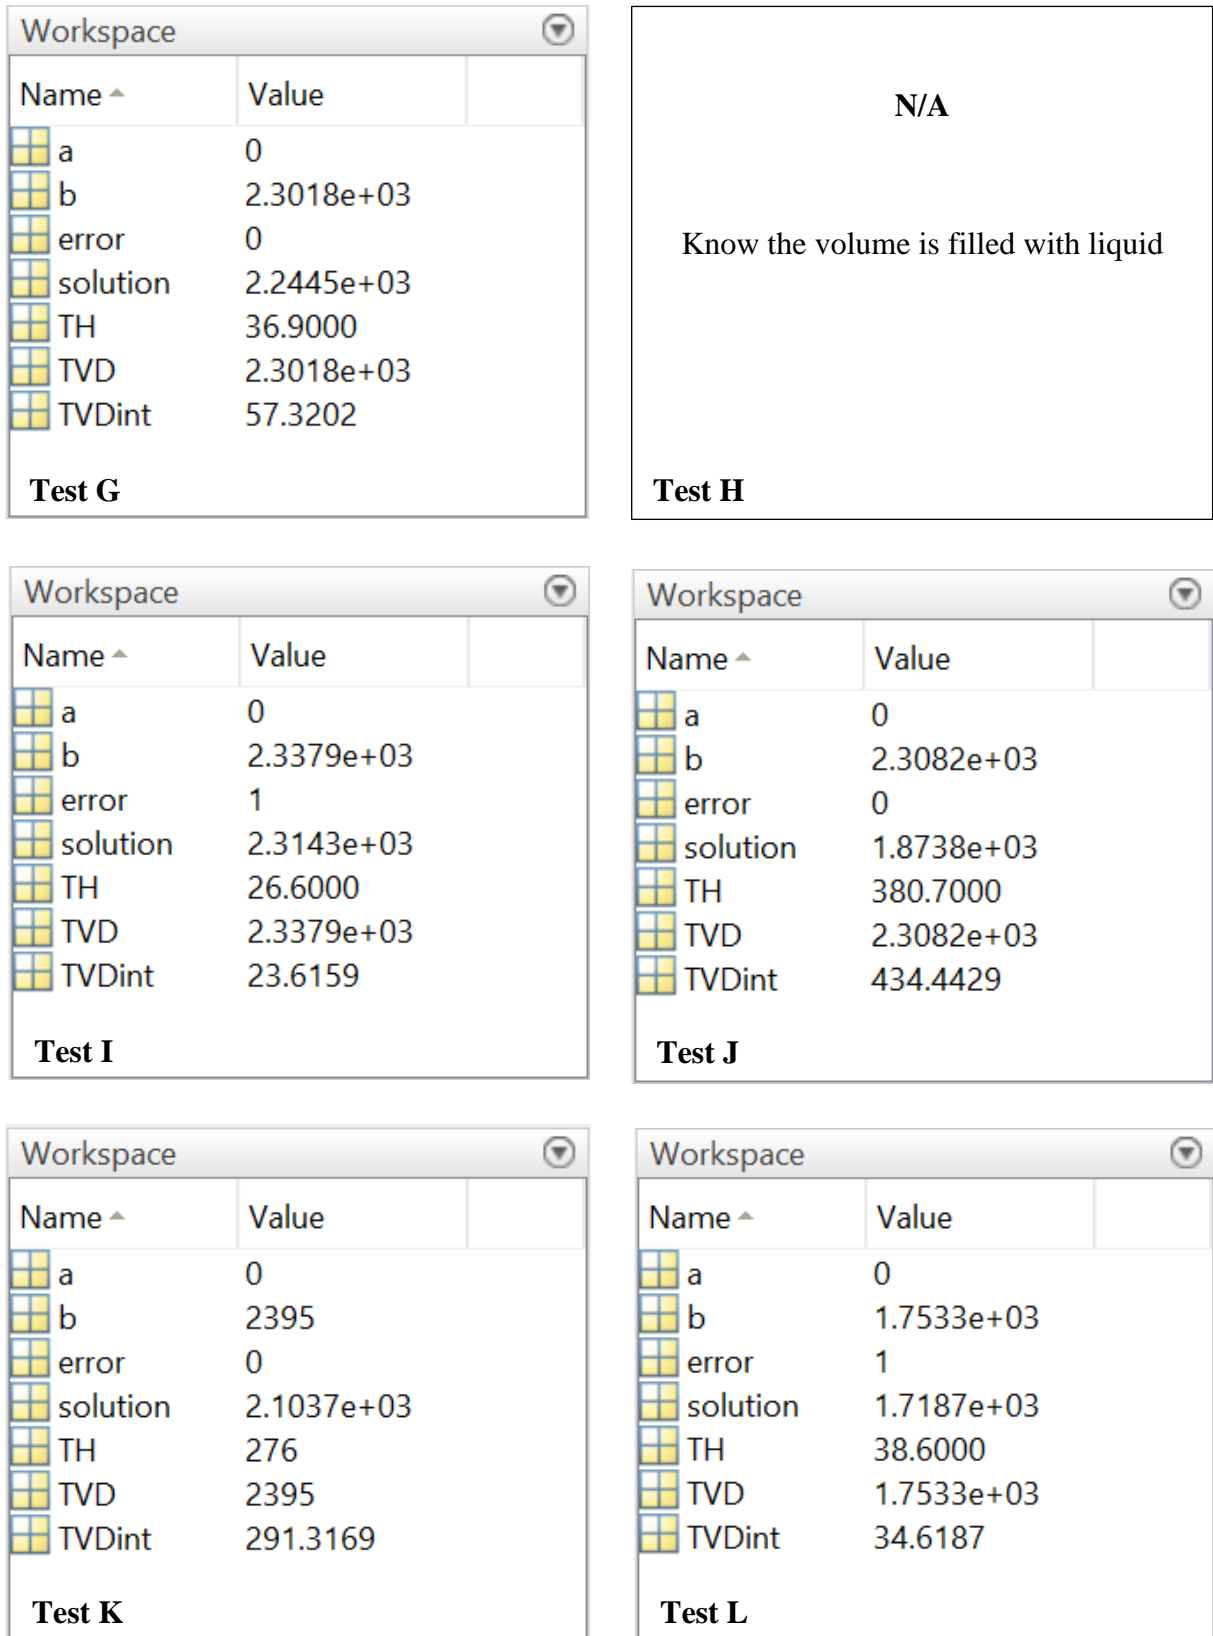 Workspace
Name Value
a 0
b 2.3018e+03
error 0
solution 2.2445e+03
TH 36.9000
TVD 2.3018e+03
TVDint 57.3202
Test G
N/A
Know the volume is filled with liquid
Test H
Workspace
Name Value
a 0
b 2.3379e+03
error 1
solution 2.3143e+03
TH 26.6000
TVD 2.3379e+03
TVDint 23.6159
Test I
Workspace
Name Value
a 0
b 2.3082e+03
error 0
solution 1.8738e+03
TH 380.7000
TVD 2.3082e+03
TVDint 434.4429
Test J
Workspace
Name Value
a 0
b 2395
error 0
solution 2.1037e+03
TH 276
TVD 2395
TVDint 291.3169
Test K
Workspace
Name Value
a 0
b 1.7533e+03
error 1
solution 1.7187e+03
TH 38.6000
TVD 1.7533e+03
TVDint 34.6187
Test L